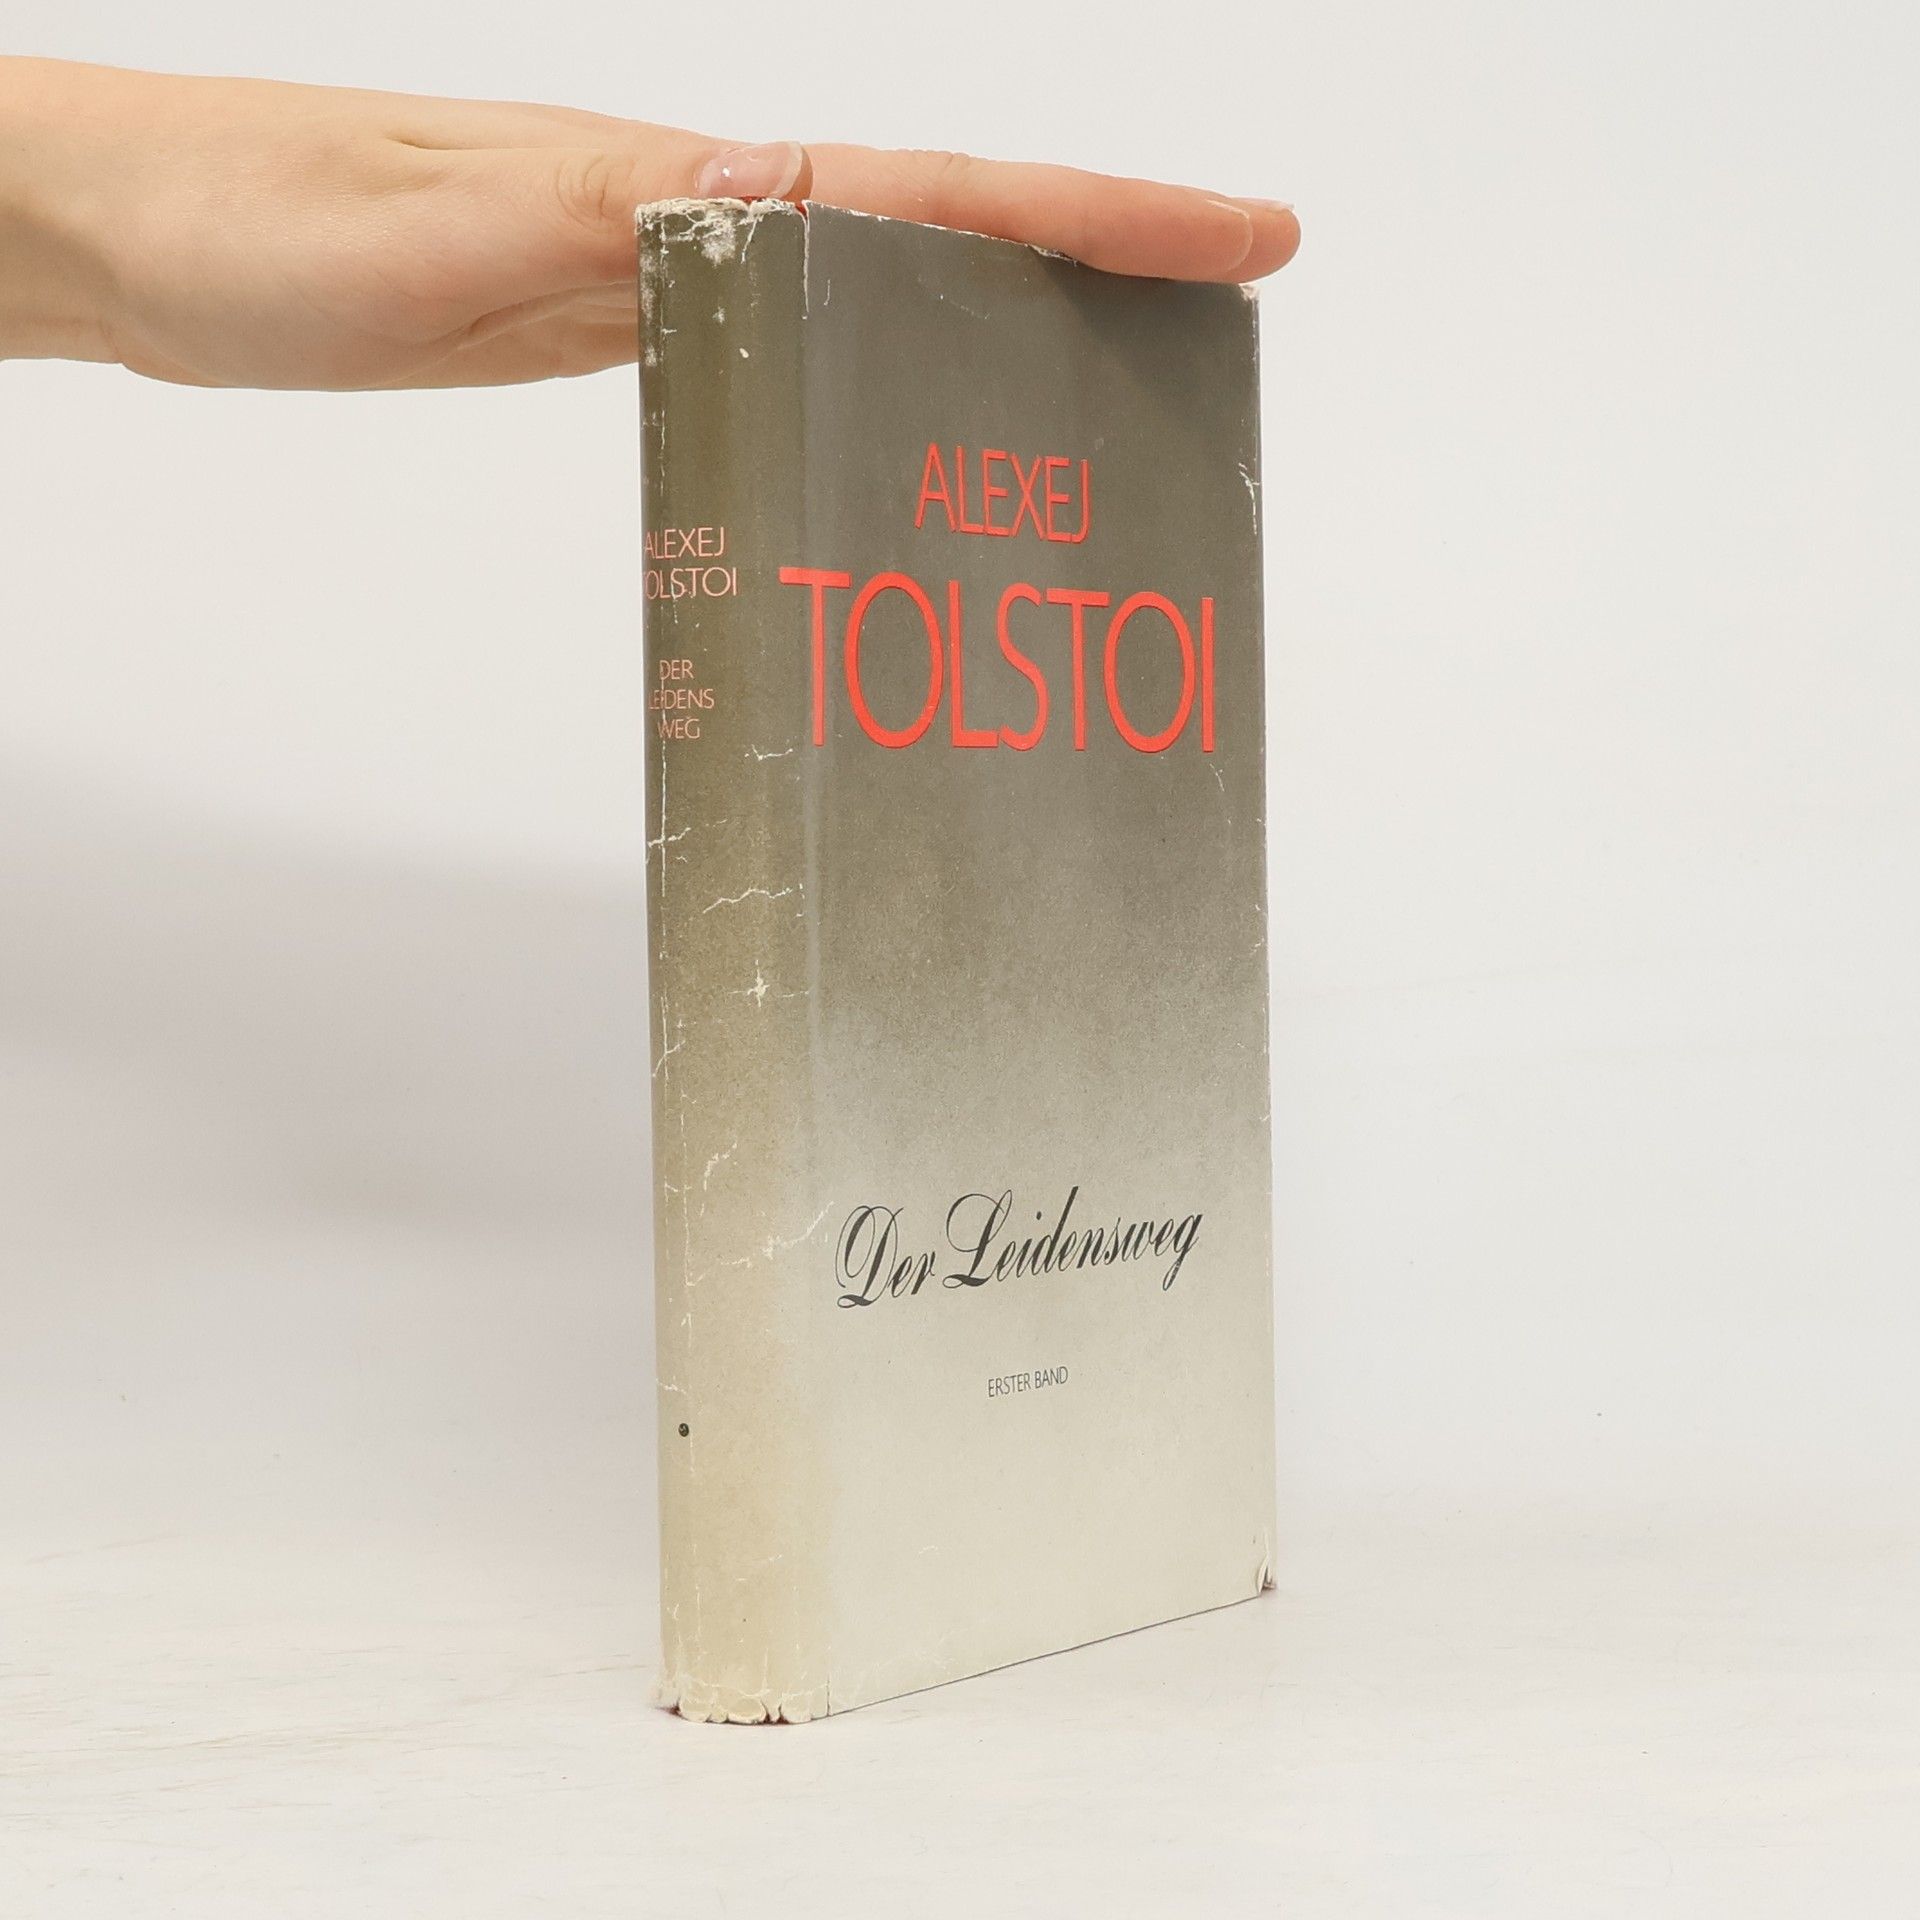 ALEXEJ
TOLSTOI
DER
LEIDENS
WEG
ALEXEJ
TOLSTOI
Der Leidensweg
ERSTER BAND